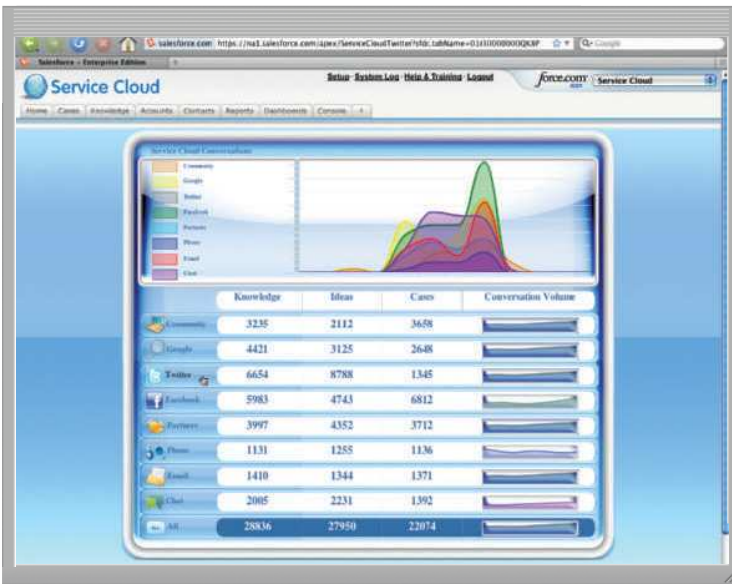 salesforce.com https://na1.salesforce.com/apex/ServiceCloudTwitter?sfdc.tabName=
Google
Salesforce - Enterprise Edition
Service Cloud
Setup · System Log · Help & Training · Logout
force.com
Service Cloud
Home Cases Knowledge Accounts Contacts Reports Dashboards Console +
Service Cloud Conversations
Community
Google
Twitter
Facebook
Partners
Phone
Email
Chat
Knowledge Ideas Cases Conversation Volume
Community 3235 2112 3658
Google 4421 3125 2648
Twitter 6654 8788 1345
Facebook 5983 4743 6812
Partners 3997 4352 3712
Phone 1131 1255 1136
Email 1410 1344 1371
Chat 2005 2231 1392
All 28836 27950 22074